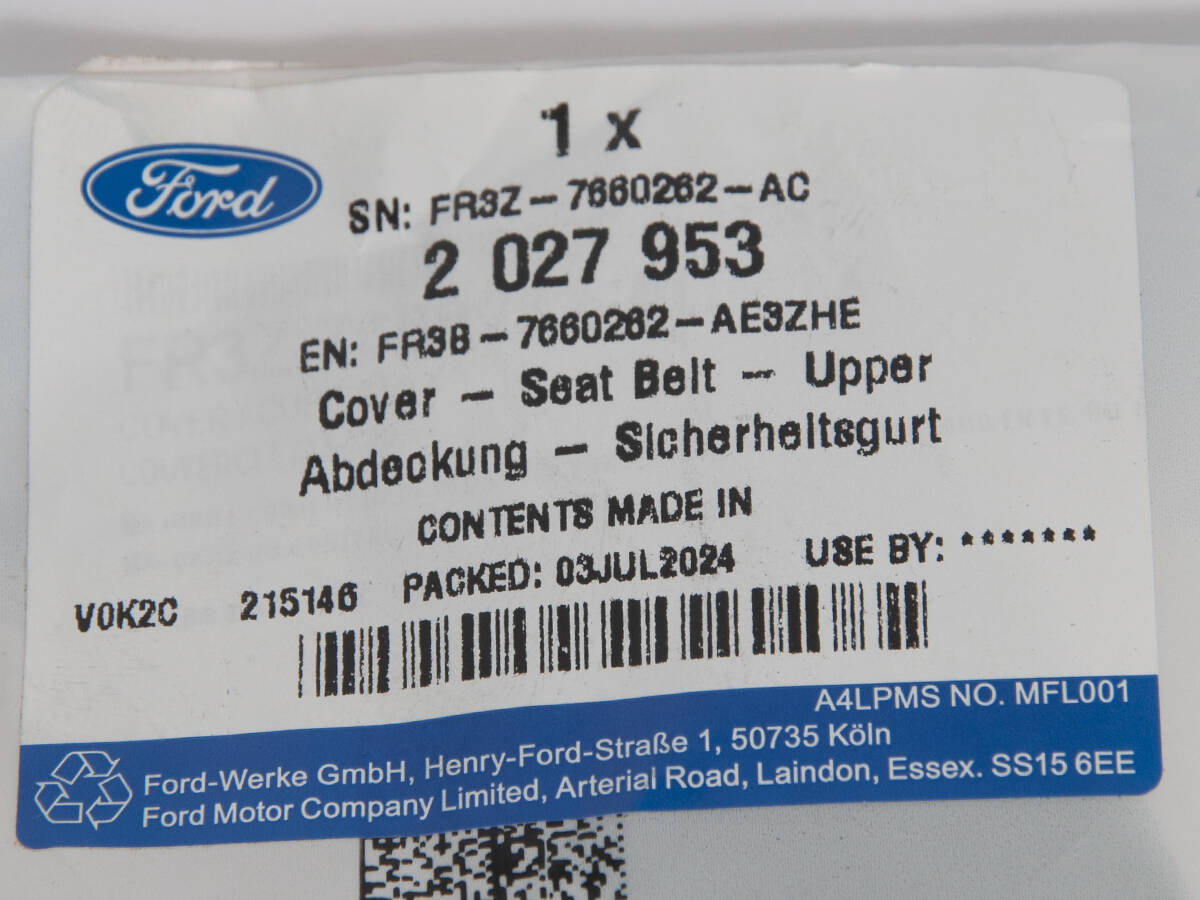 1 x
Ford
SN: FR3Z-7660262-AC
2 027 953
EN: FR3B-7660262-AE3ZHE
Cover - Seat Belt - Upper
Abdeckung - Sicherheitsgurt
CONTENTS MADE IN
V0K2C 215146 PACKED: 03JUL2024 USE BY: *******
A4LPMS NO. MFL001
Ford-Werke GmbH, Henry-Ford-Straße 1, 50735 Köln
Ford Motor Company Limited, Arterial Road, Laindon, Essex. SS15 6EE